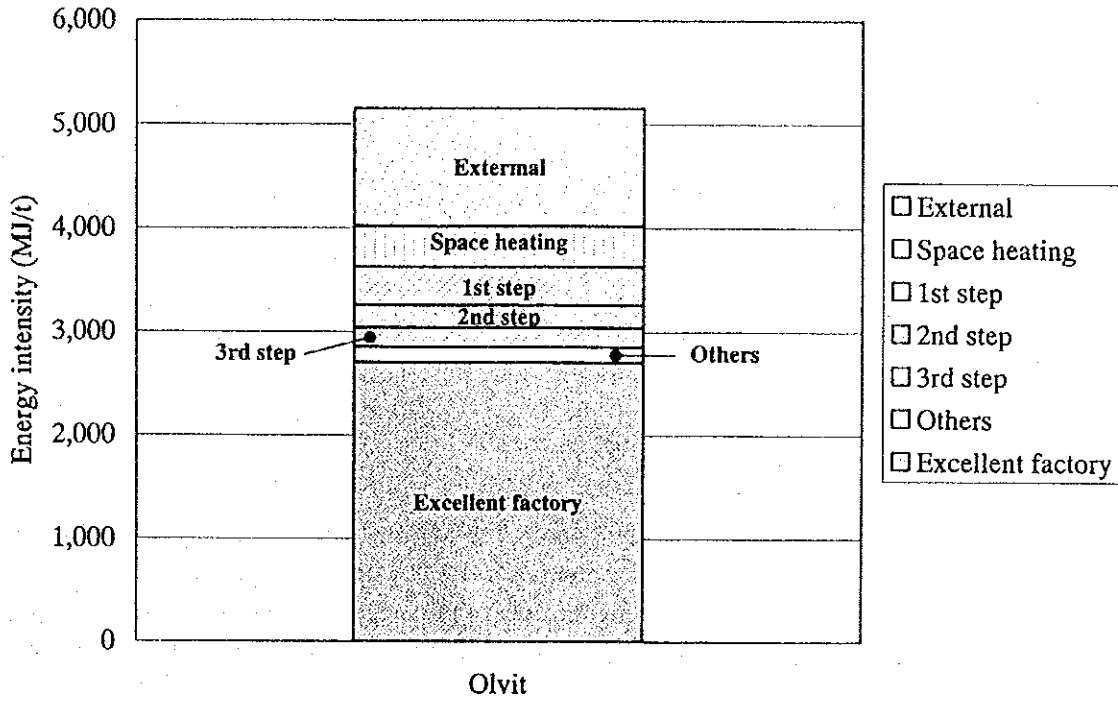 6,000
5,000
4,000
3,000
2,000
1,000
0
Energy intensity (MJ/t)
Extermal
Space heating
1st step
2nd step
3rd step
Others
Excellent factory
Olvit
External
Space heating
1st step
2nd step
3rd step
Others
Excellent factory